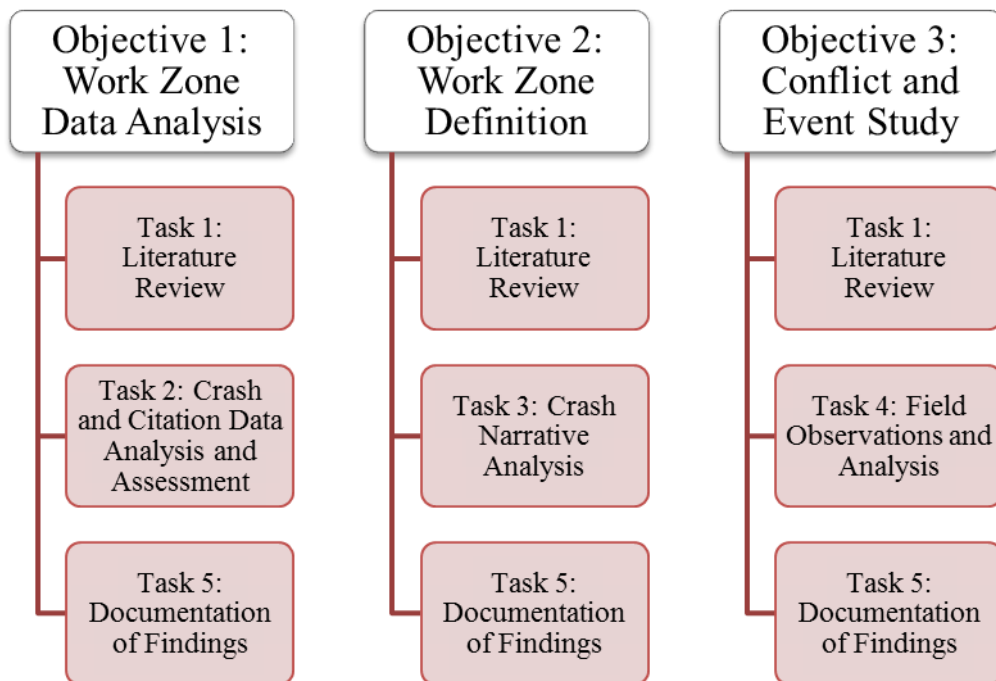 Objective 1:
Work Zone
Data Analysis
Task 1:
Literature
Review
Task 2: Crash
and Citation Data
Analysis and
Assessment
Task 5:
Documentation
of Findings
Objective 2:
Work Zone
Definition
Task 1:
Literature
Review
Task 3: Crash
Narrative
Analysis
Task 5:
Documentation
of Findings
Objective 3:
Conflict and
Event Study
Task 1:
Literature
Review
Task 4: Field
Observations and
Analysis
Task 5:
Documentation
of Findings